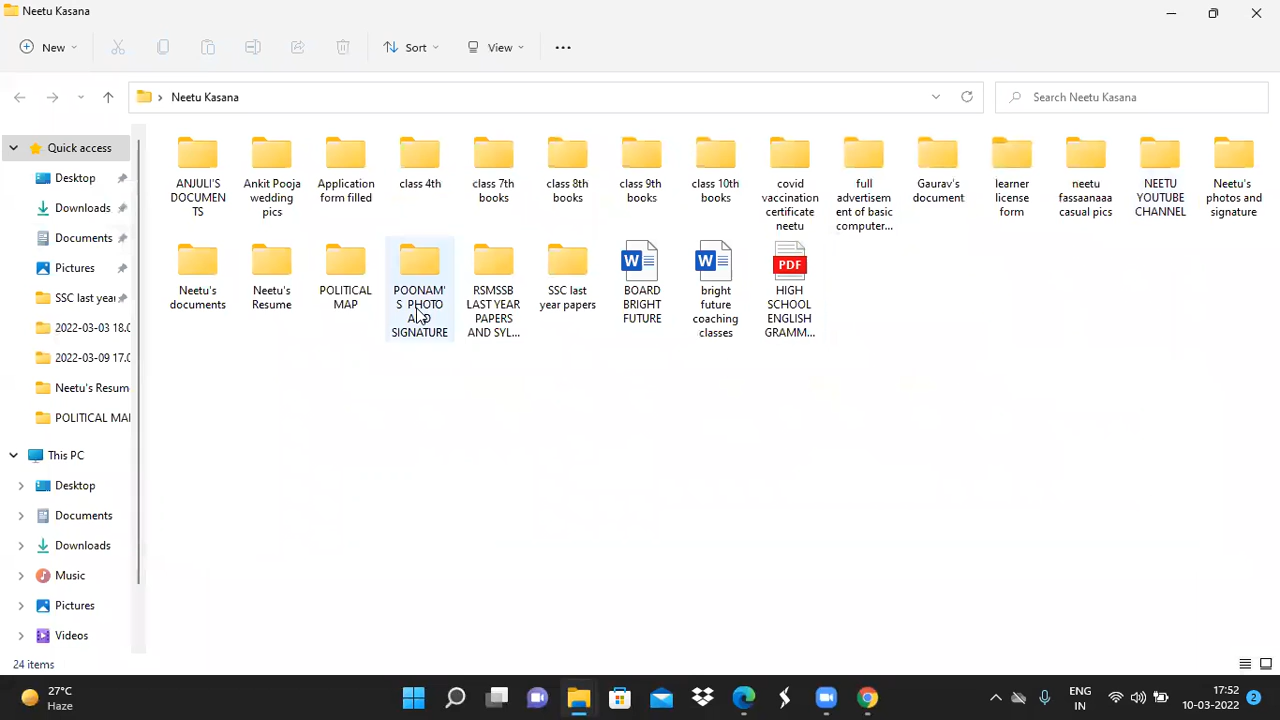 Neetu Kasana
New
Sort
View
Neetu Kasana
Search Neetu Kasana
Quick access
Desktop
Downloads
Documents
Pictures
SSC last year
2022-03-03 18.0
2022-03-09 17.0
Neetu's Resum
POLITICAL MAP
This PC
Desktop
Documents
Downloads
Music
Pictures
Videos
ANJULI'S
DOCUMEN
TS
Ankit Pooja
wedding
pics
Application
form filled
class 4th
class 7th
books
class 8th
books
class 9th
books
class 10th
books
covid
vaccination
certificate
neetu
full
advertisem
ent of basic
computer...
Gaurav's
document
learner
license
form
neetu
fassaanaaa
casual pics
NEETU
YOUTUBE
CHANNEL
Neetu's
photos and
signature
Neetu's
documents
Neetu's
Resume
POLITICAL
MAP
POONAM'
S PHOTO
AND
SIGNATURE
RSMSSB
LAST YEAR
PAPERS
AND SYL...
SSC last
year papers
W
BOARD
BRIGHT
FUTURE
W
bright
future
coaching
classes
PDF
HIGH
SCHOOL
ENGLISH
GRAMM...
24 items
27°C
Haze
ENG
IN
17:52
10-03-2022
2